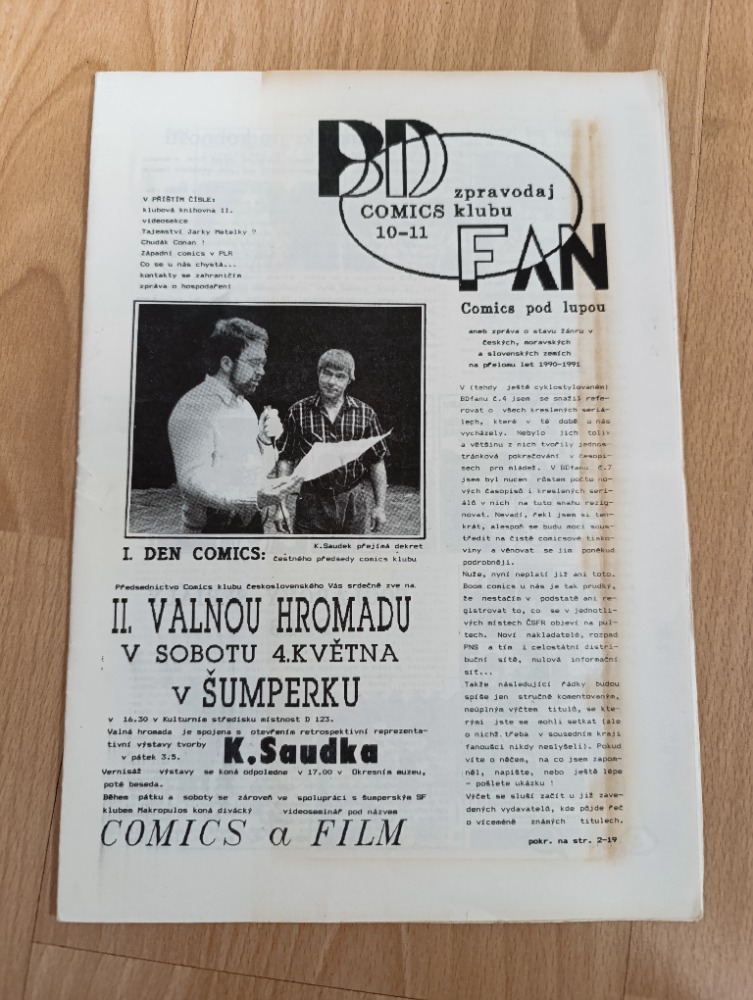 BD
zpravodaj
COMICS klubu
10-11
FAN
V PŘÍŠTÍM ČÍSLE:
klubová knihovna II.
videosekce
Tajemství Jarky Metelky ?
Chudák Conan !
Západní comics v PLR
Co se u nás chystá...
kontakty se zahraničím
zpráva o hospodaření
K.Saudek přejímá dekret
I. DEN COMICS: čestného předsedy comics klubu
Předsednictvo Comics klubu československého Vás srdečně zve na
II. VALNOU HROMADU
V SOBOTU 4.KVĚTNA
V ŠUMPERKU
v 16.30 v Kulturním středisku místnost D 123.
Valná hromada je spojena s otevřením retrospektivní reprezenta-
tivní výstavy tvorby K.Saudka
v pátek 3.5.
Vernisáž výstavy se koná odpoledne v 17.00 v Okresním muzeu,
poté beseda.
Během pátku a soboty se zároveň ve spolupráci s šumperským SF
klubem Makropulos koná divácký videoseminář pod názvem
COMICS a FILM
Comics pod lupou
aneb zpráva o stavu žánru v
českých, moravských
a slovenských zemích
na přelomu let 1990-1991
V (tehdy ještě cyklostylovaném)
BDfanu č.4 jsem se snažil refe-
rovat o všech kreslených seriá-
lech, které v té době u nás
vycházely. Nebylo jich tolik
a většinu z nich tvořily jednos-
tránková pokračování v časopi-
sech pro mládež. V BDfanu č.7
jsem byl nucen růstem počtu no-
vých časopisů i kreslených seri-
álů v nich na tuto snahu rezig-
novat. Nevadí, řekl jsem si ten-
krát, alespoň se budu moci sous-
tředit na čistě comicsové tisko-
viny a věnovat se jim poněkud
podrobněji.
Nuže, nyní neplatí již ani toto.
Boom comics u nás je tak prudký,
že nestačím v podstatě ani re-
gistrovat to, co se v jednotli-
vých místech ČSFR objeví na pul-
tech. Noví nakladatelé, rozpad
PNS a tím i celostátní distri-
buční sítě, nulová informační
síť...
Takže následující řádky budou
spíše jen stručně komentovaným,
neúplným výčtem titulů, se kte-
rými jste se mohli setkat (ale
o nichž třeba v sousedním kraji
fanoušci nikdy neslyšeli). Pokud
víte o něčem, na co jsem zapom-
něl, napište, nebo ještě lépe
- pošlete ukázku !
Výčet se sluší začít u již zave-
dených vydavatelů, kde půjde řeč
o víceméně známých titulech.
pokr. na str. 2-19